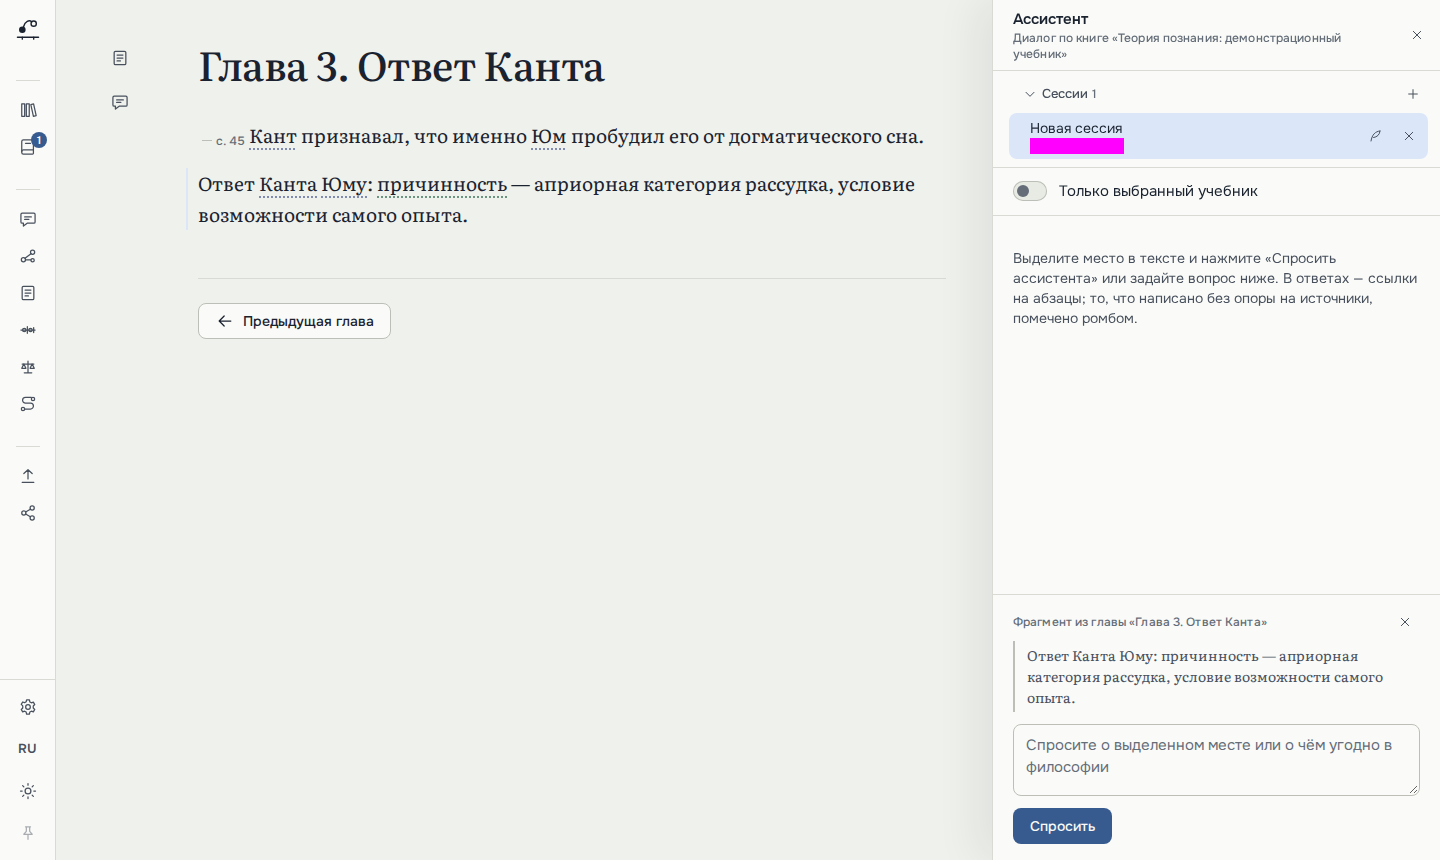 1
RU
Глава 3. Ответ Канта
— с. 45 Кант признавал, что именно Юм пробудил его от догматического сна.
Ответ Канта Юму: причинность — априорная категория рассудка, условие
возможности самого опыта.
Предыдущая глава
Ассистент
Диалог по книге «Теория познания: демонстрационный
учебник»
Сессии 1
Новая сессия
Только выбранный учебник
Выделите место в тексте и нажмите «Спросить
ассистента» или задайте вопрос ниже. В ответах — ссылки
на абзацы; то, что написано без опоры на источники,
помечено ромбом.
Фрагмент из главы «Глава 3. Ответ Канта»
Ответ Канта Юму: причинность — априорная
категория рассудка, условие возможности самого
опыта.
Спросите о выделенном месте или о чём угодно в
философии
Спросить